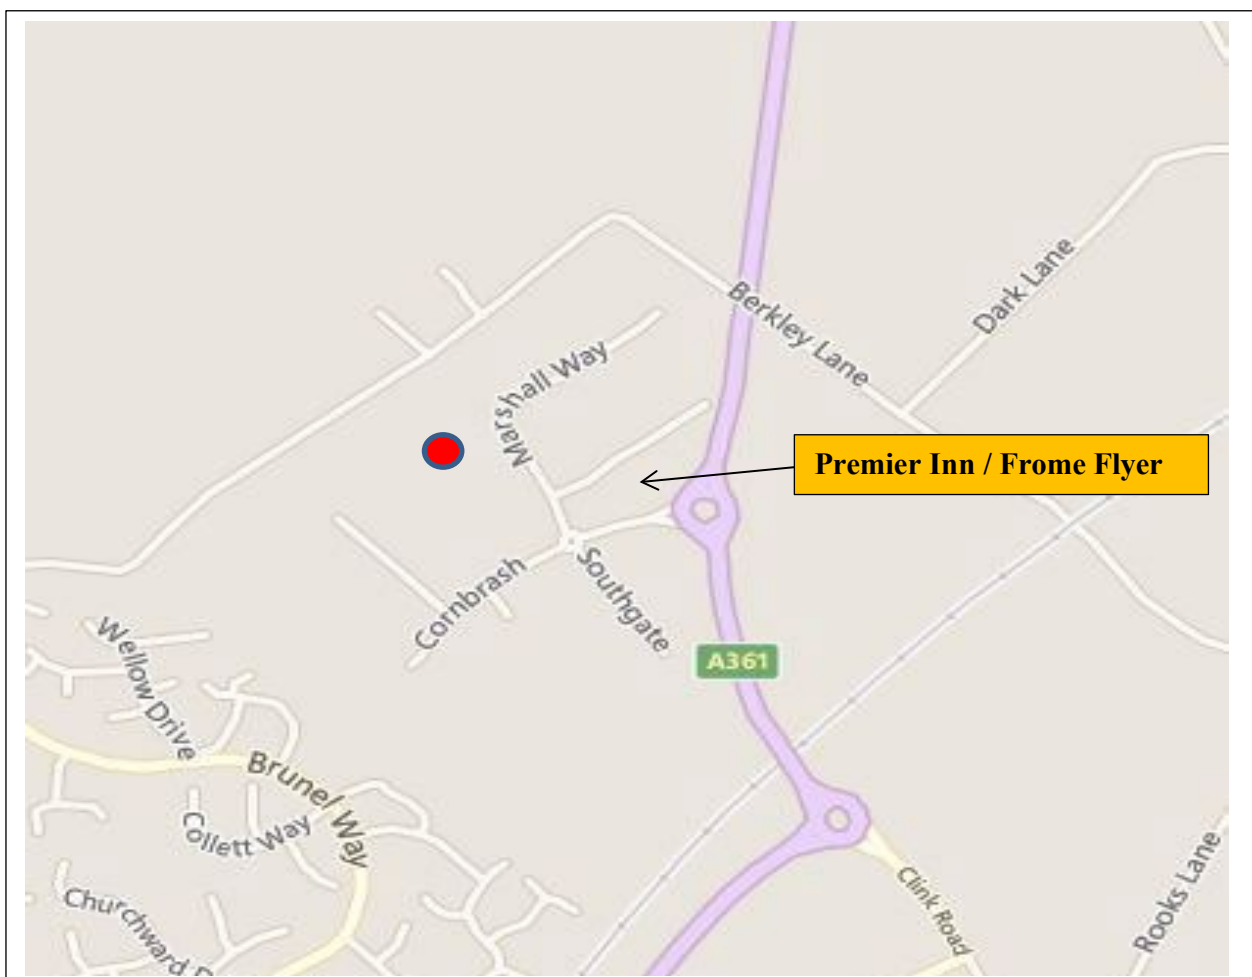 Berkley Lane
Dark Lane
Marshall Way
Premier Inn / Frome Flyer
Cornbrash
Southgate
A361
Wellow Drive
Brunel Way
Collett Way
Clink Road
Rooks Lane
Churchward